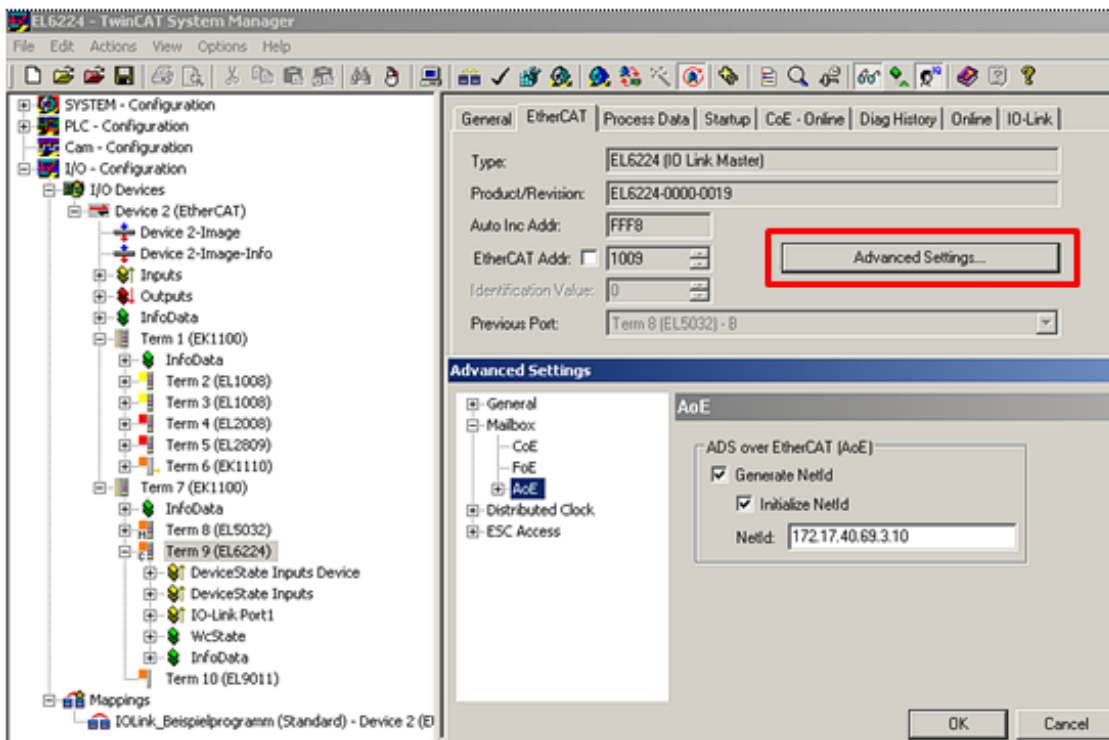 EL6224 - TwinCAT System Manager
File Edit Actions View Options Help
SYSTEM - Configuration
PLC - Configuration
Cam - Configuration
I/O - Configuration
I/O Devices
Device 2 (EtherCAT)
Device 2-Image
Device 2-Image-Info
Inputs
Outputs
InfoData
Term 1 (EK1100)
InfoData
Term 2 (EL1008)
Term 3 (EL1008)
Term 4 (EL2008)
Term 5 (EL2809)
Term 6 (EK1110)
Term 7 (EK1100)
InfoData
Term 8 (EL5032)
Term 9 (EL6224)
DeviceState Inputs Device
DeviceState Inputs
IO-Link Port1
WcState
InfoData
Term 10 (EL9011)
Mappings
IOLink_Beispielprogramm (Standard) - Device 2 (E
General EtherCAT Process Data Startup CoE - Online Diag History Online IO-Link
Type: EL6224 (IO Link Master)
Product/Revision: EL6224-0000-0019
Auto Inc Addr: FFF8
EtherCAT Addr: 1009
Advanced Settings...
Identification Value: 0
Previous Port: Term 8 (EL5032) - B
Advanced Settings
General
Mailbox
CoE
FoE
AoE
Distributed Clock
ESC Access
AoE
ADS over EtherCAT (AoE)
Generate NetId
Initialize NetId
NetId: 172.17.40.69.3.10
OK Cancel